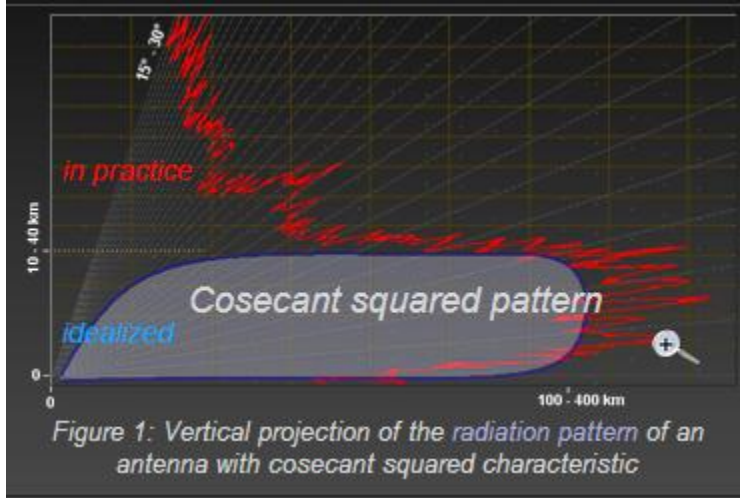 15° - 30°
in practice
10 - 40 km
Cosecant squared pattern
idealized
0
0
100 - 400 km
Figure 1: Vertical projection of the radiation pattern of an
antenna with cosecant squared characteristic